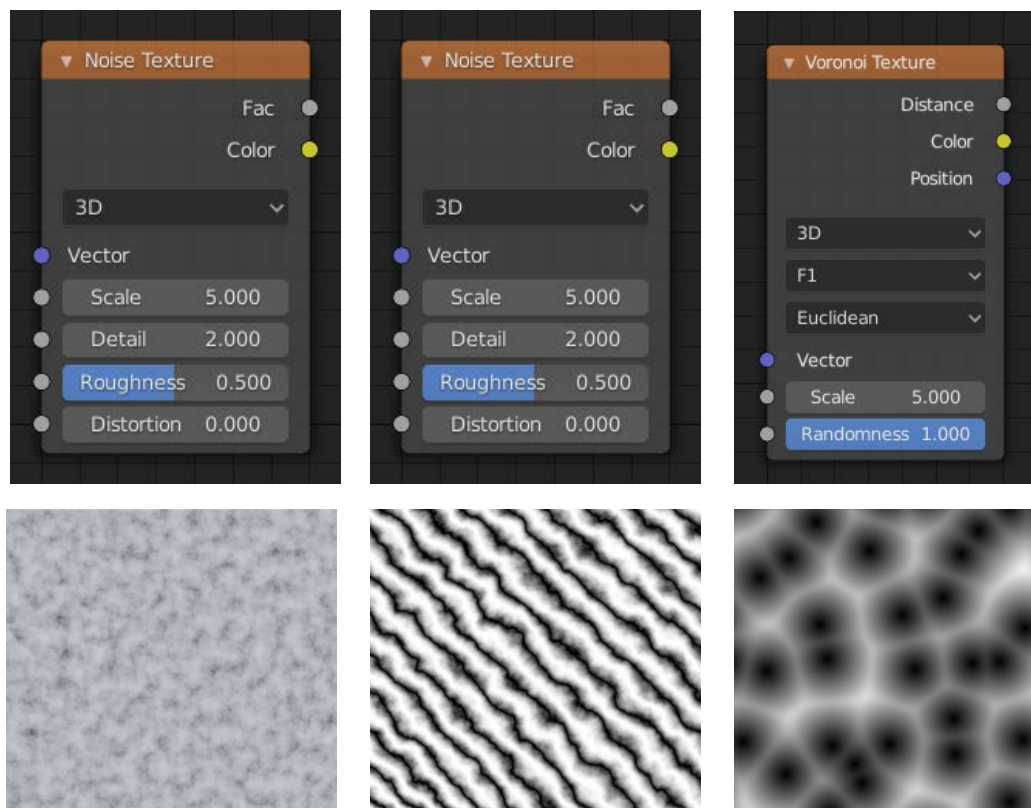 Noise Texture
Fac
Color
3D
Vector
Scale 5.000
Detail 2.000
Roughness 0.500
Distortion 0.000
Noise Texture
Fac
Color
3D
Vector
Scale 5.000
Detail 2.000
Roughness 0.500
Distortion 0.000
Voronoi Texture
Distance
Color
Position
3D
F1
Euclidean
Vector
Scale 5.000
Randomness 1.000